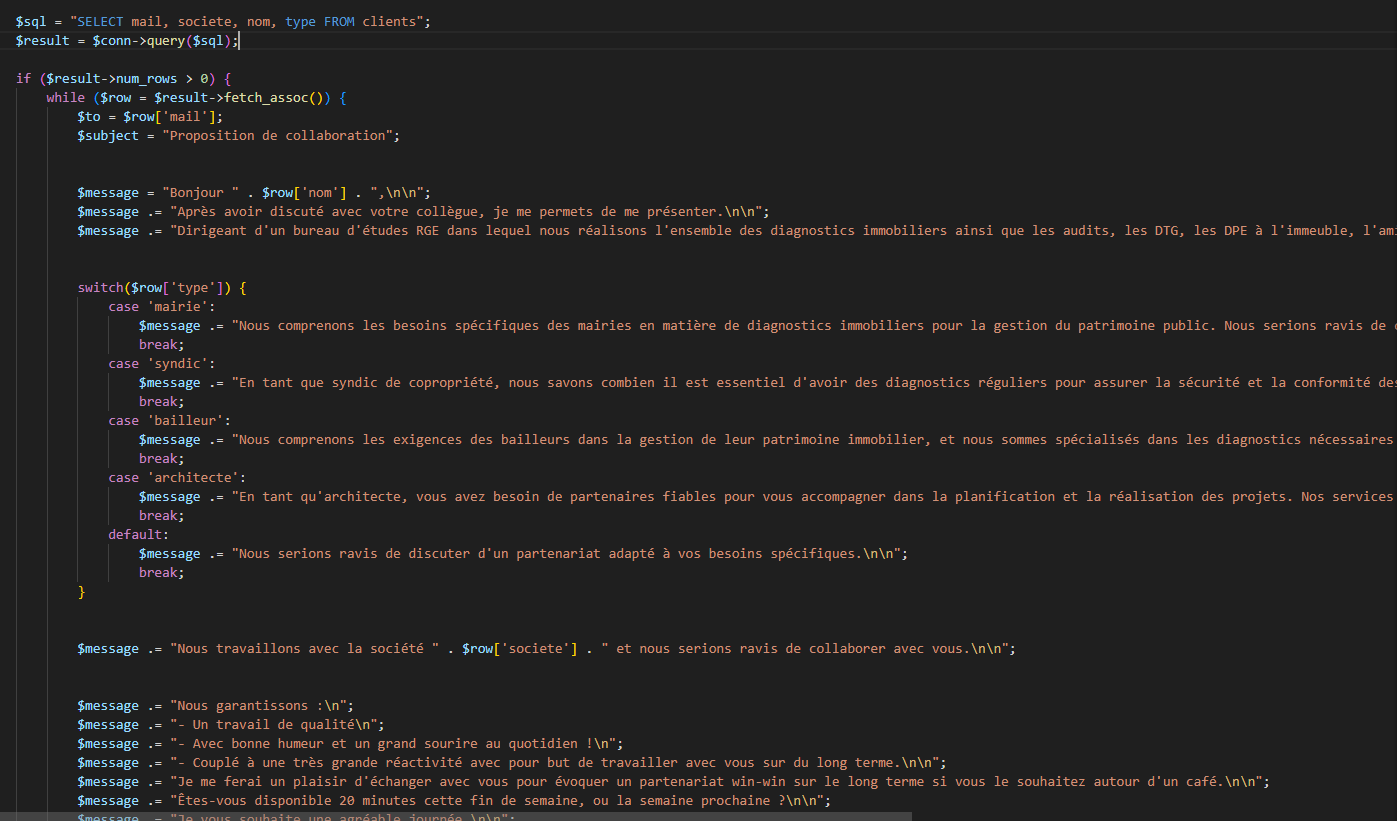 $sql = "SELECT mail, societe, nom, type FROM clients";
$result = $conn->query($sql);
if ($result->num_rows > 0) {
while ($row = $result->fetch_assoc()) {
$to = $row['mail'];
$subject = "Proposition de collaboration";
$message = "Bonjour " . $row['nom'] . ",\n\n";
$message .= "Après avoir discuté avec votre collègue, je me permets de me présenter.\n\n";
$message .= "Dirigeant d'un bureau d'études RGE dans lequel nous réalisons l'ensemble des diagnostics immobiliers ainsi que les audits, les DTG, les DPE à l'immeuble, l'am
switch($row['type']) {
case 'mairie':
$message .= "Nous comprenons les besoins spécifiques des mairies en matière de diagnostics immobiliers pour la gestion du patrimoine public. Nous serions ravis de
break;
case 'syndic':
$message .= "En tant que syndic de copropriété, nous savons combien il est essentiel d'avoir des diagnostics réguliers pour assurer la sécurité et la conformité des
break;
case 'bailleur':
$message .= "Nous comprenons les exigences des bailleurs dans la gestion de leur patrimoine immobilier, et nous sommes spécialisés dans les diagnostics nécessaires
break;
case 'architecte':
$message .= "En tant qu'architecte, vous avez besoin de partenaires fiables pour vous accompagner dans la planification et la réalisation des projets. Nos services
break;
default:
$message .= "Nous serions ravis de discuter d'un partenariat adapté à vos besoins spécifiques.\n\n";
break;
}
$message .= "Nous travaillons avec la société " . $row['societe'] . " et nous serions ravis de collaborer avec vous.\n\n";
$message .= "Nous garantissons :\n";
$message .= "- Un travail de qualité\n";
$message .= "- Avec bonne humeur et un grand sourire au quotidien !\n";
$message .= "- Couplé à une très grande réactivité avec pour but de travailler avec vous sur du long terme.\n\n";
$message .= "Je me ferai un plaisir d'échanger avec vous pour évoquer un partenariat win-win sur le long terme si vous le souhaitez autour d'un café.\n\n";
$message .= "Êtes-vous disponible 20 minutes cette fin de semaine, ou la semaine prochaine ?\n\n";
$message .= "Je vous souhaite une agréable journée.\n\n";